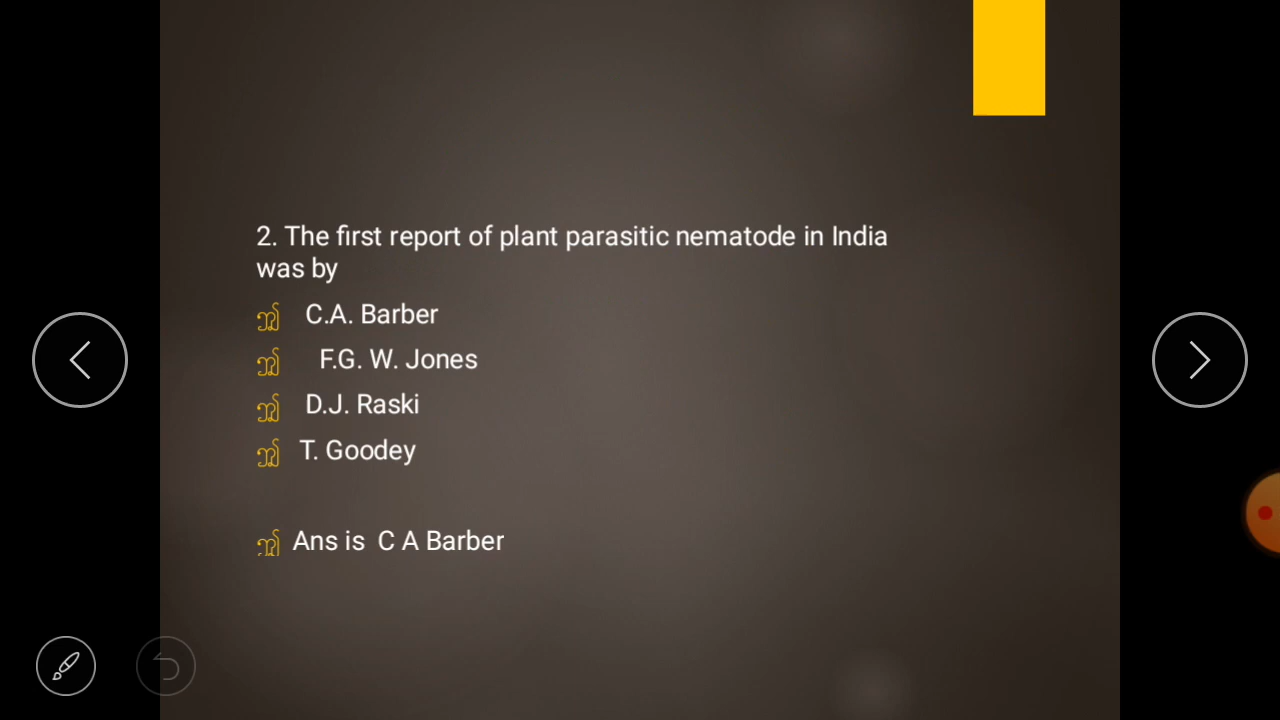 2. The first report of plant parasitic nematode in India
was by
C.A. Barber
F.G. W. Jones
D.J. Raski
T. Goodey
Ans is C A Barber